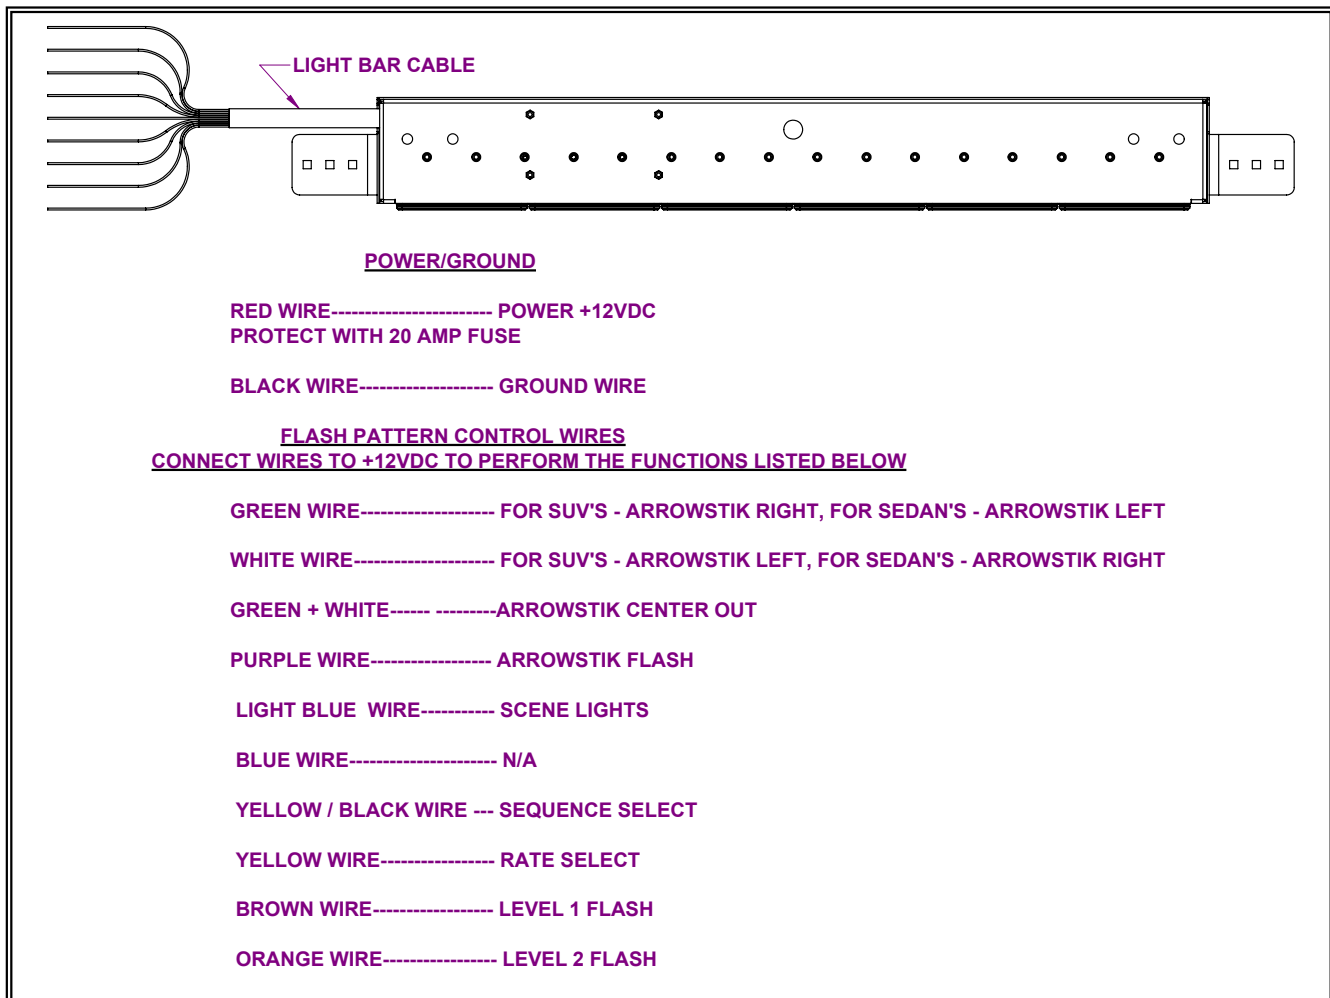 LIGHT BAR CABLE
POWER/GROUND
RED WIRE------------------------ POWER +12VDC
PROTECT WITH 20 AMP FUSE
BLACK WIRE-------------------- GROUND WIRE
FLASH PATTERN CONTROL WIRES
CONNECT WIRES TO +12VDC TO PERFORM THE FUNCTIONS LISTED BELOW
GREEN WIRE-------------------- FOR SUV'S - ARROWSTIK RIGHT, FOR SEDAN'S - ARROWSTIK LEFT
WHITE WIRE--------------------- FOR SUV'S - ARROWSTIK LEFT, FOR SEDAN'S - ARROWSTIK RIGHT
GREEN + WHITE------ ---------ARROWSTIK CENTER OUT
PURPLE WIRE------------------ ARROWSTIK FLASH
LIGHT BLUE  WIRE----------- SCENE LIGHTS
BLUE WIRE---------------------- N/A
YELLOW / BLACK WIRE --- SEQUENCE SELECT
YELLOW WIRE----------------- RATE SELECT
BROWN WIRE------------------ LEVEL 1 FLASH
ORANGE WIRE----------------- LEVEL 2 FLASH